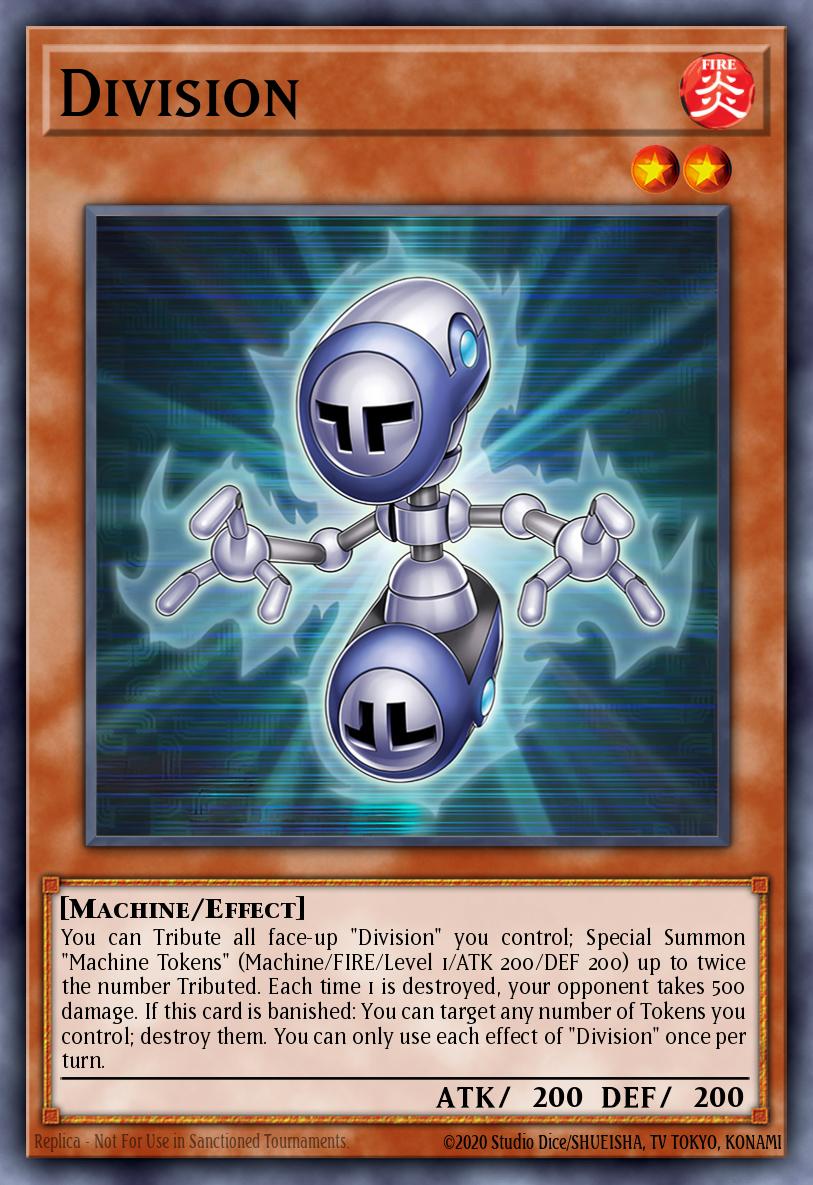 Division
FIRE
炎
[Machine/Effect]
You can Tribute all face-up "Division" you control; Special Summon
"Machine Tokens" (Machine/FIRE/Level 1/ATK 200/DEF 200) up to twice
the number Tributed. Each time 1 is destroyed, your opponent takes 500
damage. If this card is banished: You can target any number of Tokens you
control; destroy them. You can only use each effect of "Division" once per
turn.
ATK/ 200 DEF/ 200
Replica - Not For Use in Sanctioned Tournaments.
©2020 Studio Dice/SHUEISHA, TV TOKYO, KONAMI